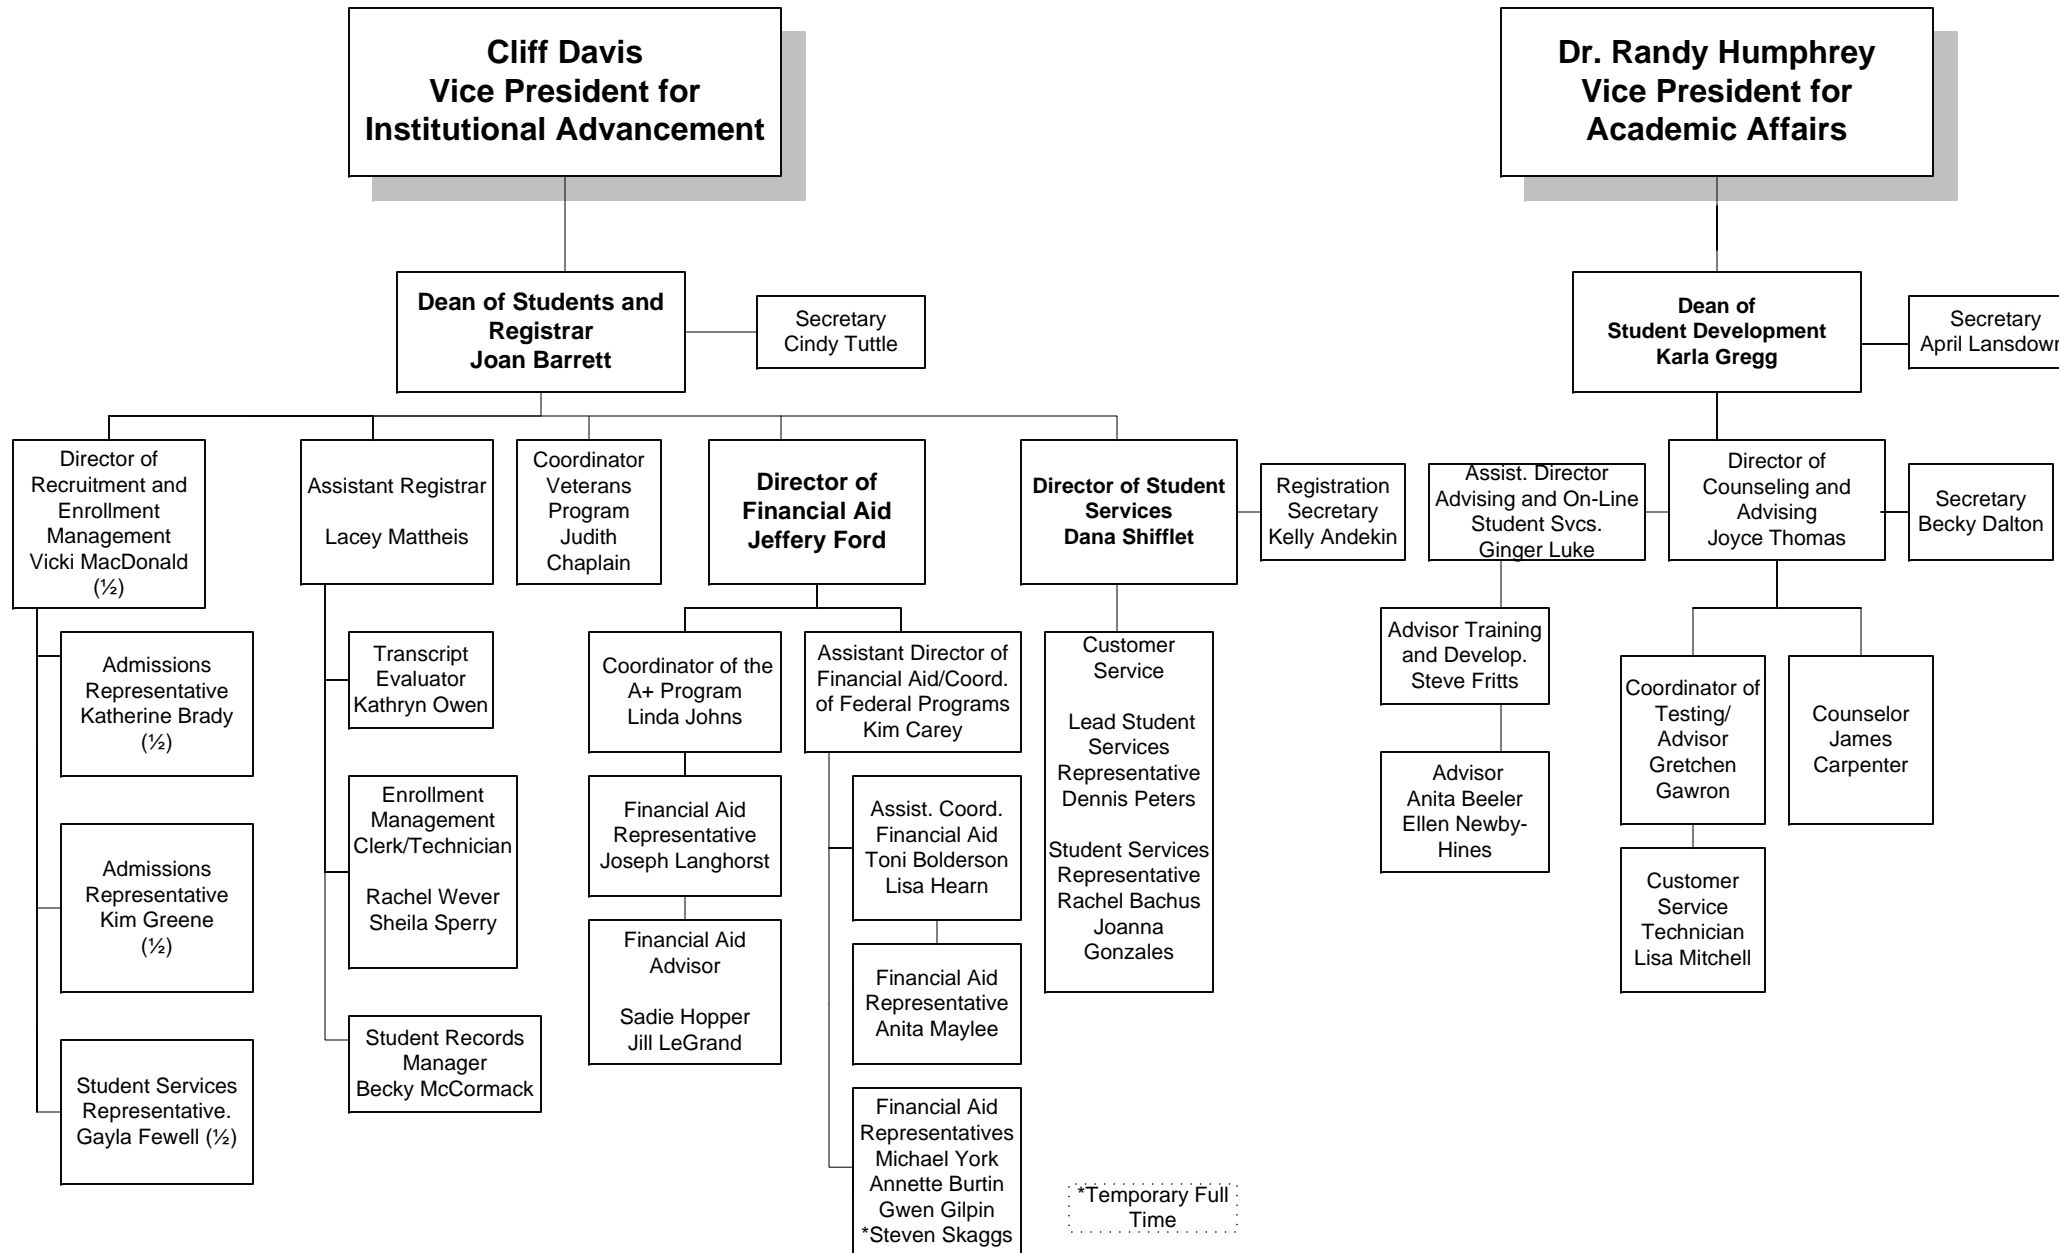 Cliff Davis
Vice President for
Institutional Advancement
Dr. Randy Humphrey
Vice President for
Academic Affairs
Dean of Students and
Registrar
Joan Barrett
Secretary
Cindy Tuttle
Dean of
Student Development
Karla Gregg
Secretary
April Lansdown
Director of
Recruitment and
Enrollment
Management
Vicki MacDonald
(½)
Assistant Registrar
Lacey Mattheis
Coordinator
Veterans
Program
Judith
Chaplain
Director of
Financial Aid
Jeffery Ford
Director of Student
Services
Dana Shifflet
Registration
Secretary
Kelly Andekin
Assist. Director
Advising and On-Line
Student Svcs.
Ginger Luke
Director of
Counseling and
Advising
Joyce Thomas
Secretary
Becky Dalton
Admissions
Representative
Katherine Brady
(½)
Admissions
Representative
Kim Greene
(½)
Student Services
Representative.
Gayla Fewell (½)
Transcript
Evaluator
Kathryn Owen
Enrollment
Management
Clerk/Technician
Rachel Wever
Sheila Sperry
Student Records
Manager
Becky McCormack
Coordinator of the
A+ Program
Linda Johns
Financial Aid
Representative
Joseph Langhorst
Financial Aid
Advisor
Sadie Hopper
Jill LeGrand
Assistant Director of
Financial Aid/Coord.
of Federal Programs
Kim Carey
Assist. Coord.
Financial Aid
Toni Bolderson
Lisa Hearn
Financial Aid
Representative
Anita Maylee
Financial Aid
Representatives
Michael York
Annette Burtin
Gwen Gilpin
*Steven Skaggs
Customer
Service
Lead Student
Services
Representative
Dennis Peters
Student Services
Representative
Rachel Bachus
Joanna
Gonzales
*Temporary Full
Time
Advisor Training
and Develop.
Steve Fritts
Advisor
Anita Beeler
Ellen Newby-
Hines
Coordinator of
Testing/
Advisor
Gretchen
Gawron
Customer
Service
Technician
Lisa Mitchell
Counselor
James
Carpenter